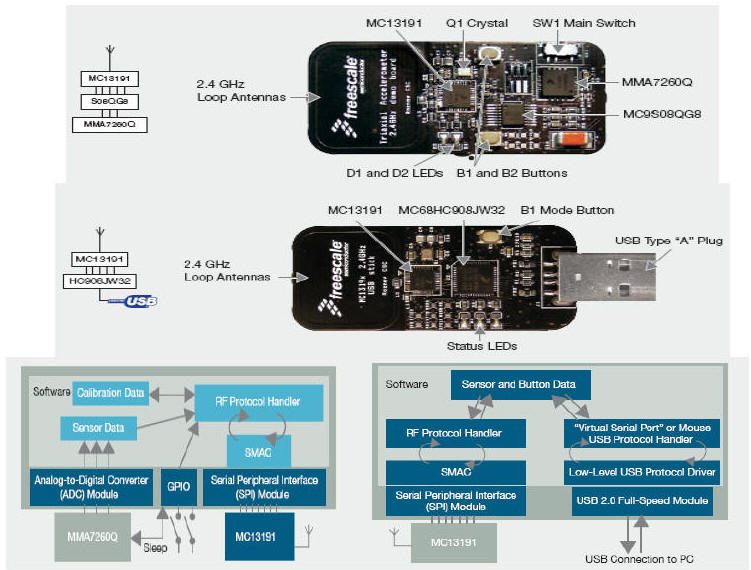 MC13191
Q1 Crystal
SW1 Main Switch
MC13191
S08QG8
MMA7260Q
2.4 GHz
Loop Antennas
freescale
semiconductor
Triaxial Accelerometer
2.4GHz demo board
MMA7260Q
MC9S08QG8
D1 and D2 LEDs
B1 and B2 Buttons
MC13191
MC68HC908JW32
B1 Mode Button
USB Type “A” Plug
MC13191
HC908JW32
USB
2.4 GHz
Loop Antennas
freescale
semiconductor
MC1319x 2.4GHz
USB stick
Status LEDs
Software
Calibration Data
RF Protocol Handler
Sensor Data
SMAC
Analog-to-Digital Converter
(ADC) Module
GPIO
Serial Peripheral Interface
(SPI) Module
MMA7260Q
Sleep
MC13191
Software
Sensor and Button Data
RF Protocol Handler
“Virtual Serial Port” or Mouse
USB Protocol Handler
SMAC
Low-Level USB Protocol Driver
Serial Peripheral Interface
(SPI) Module
USB 2.0 Full-Speed Module
MC13191
USB Connection to PC